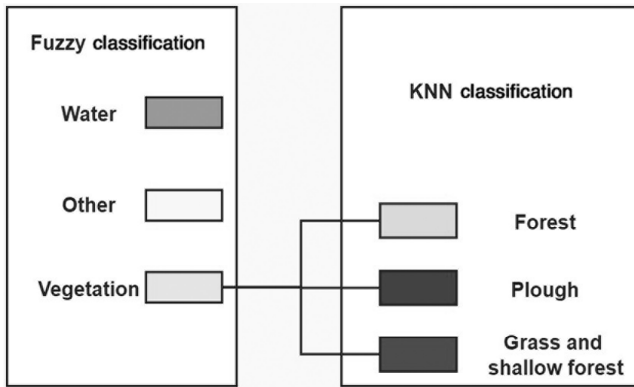 Fuzzy classification
Water
Other
Vegetation
KNN classification
Forest
Plough
Grass and
shallow forest